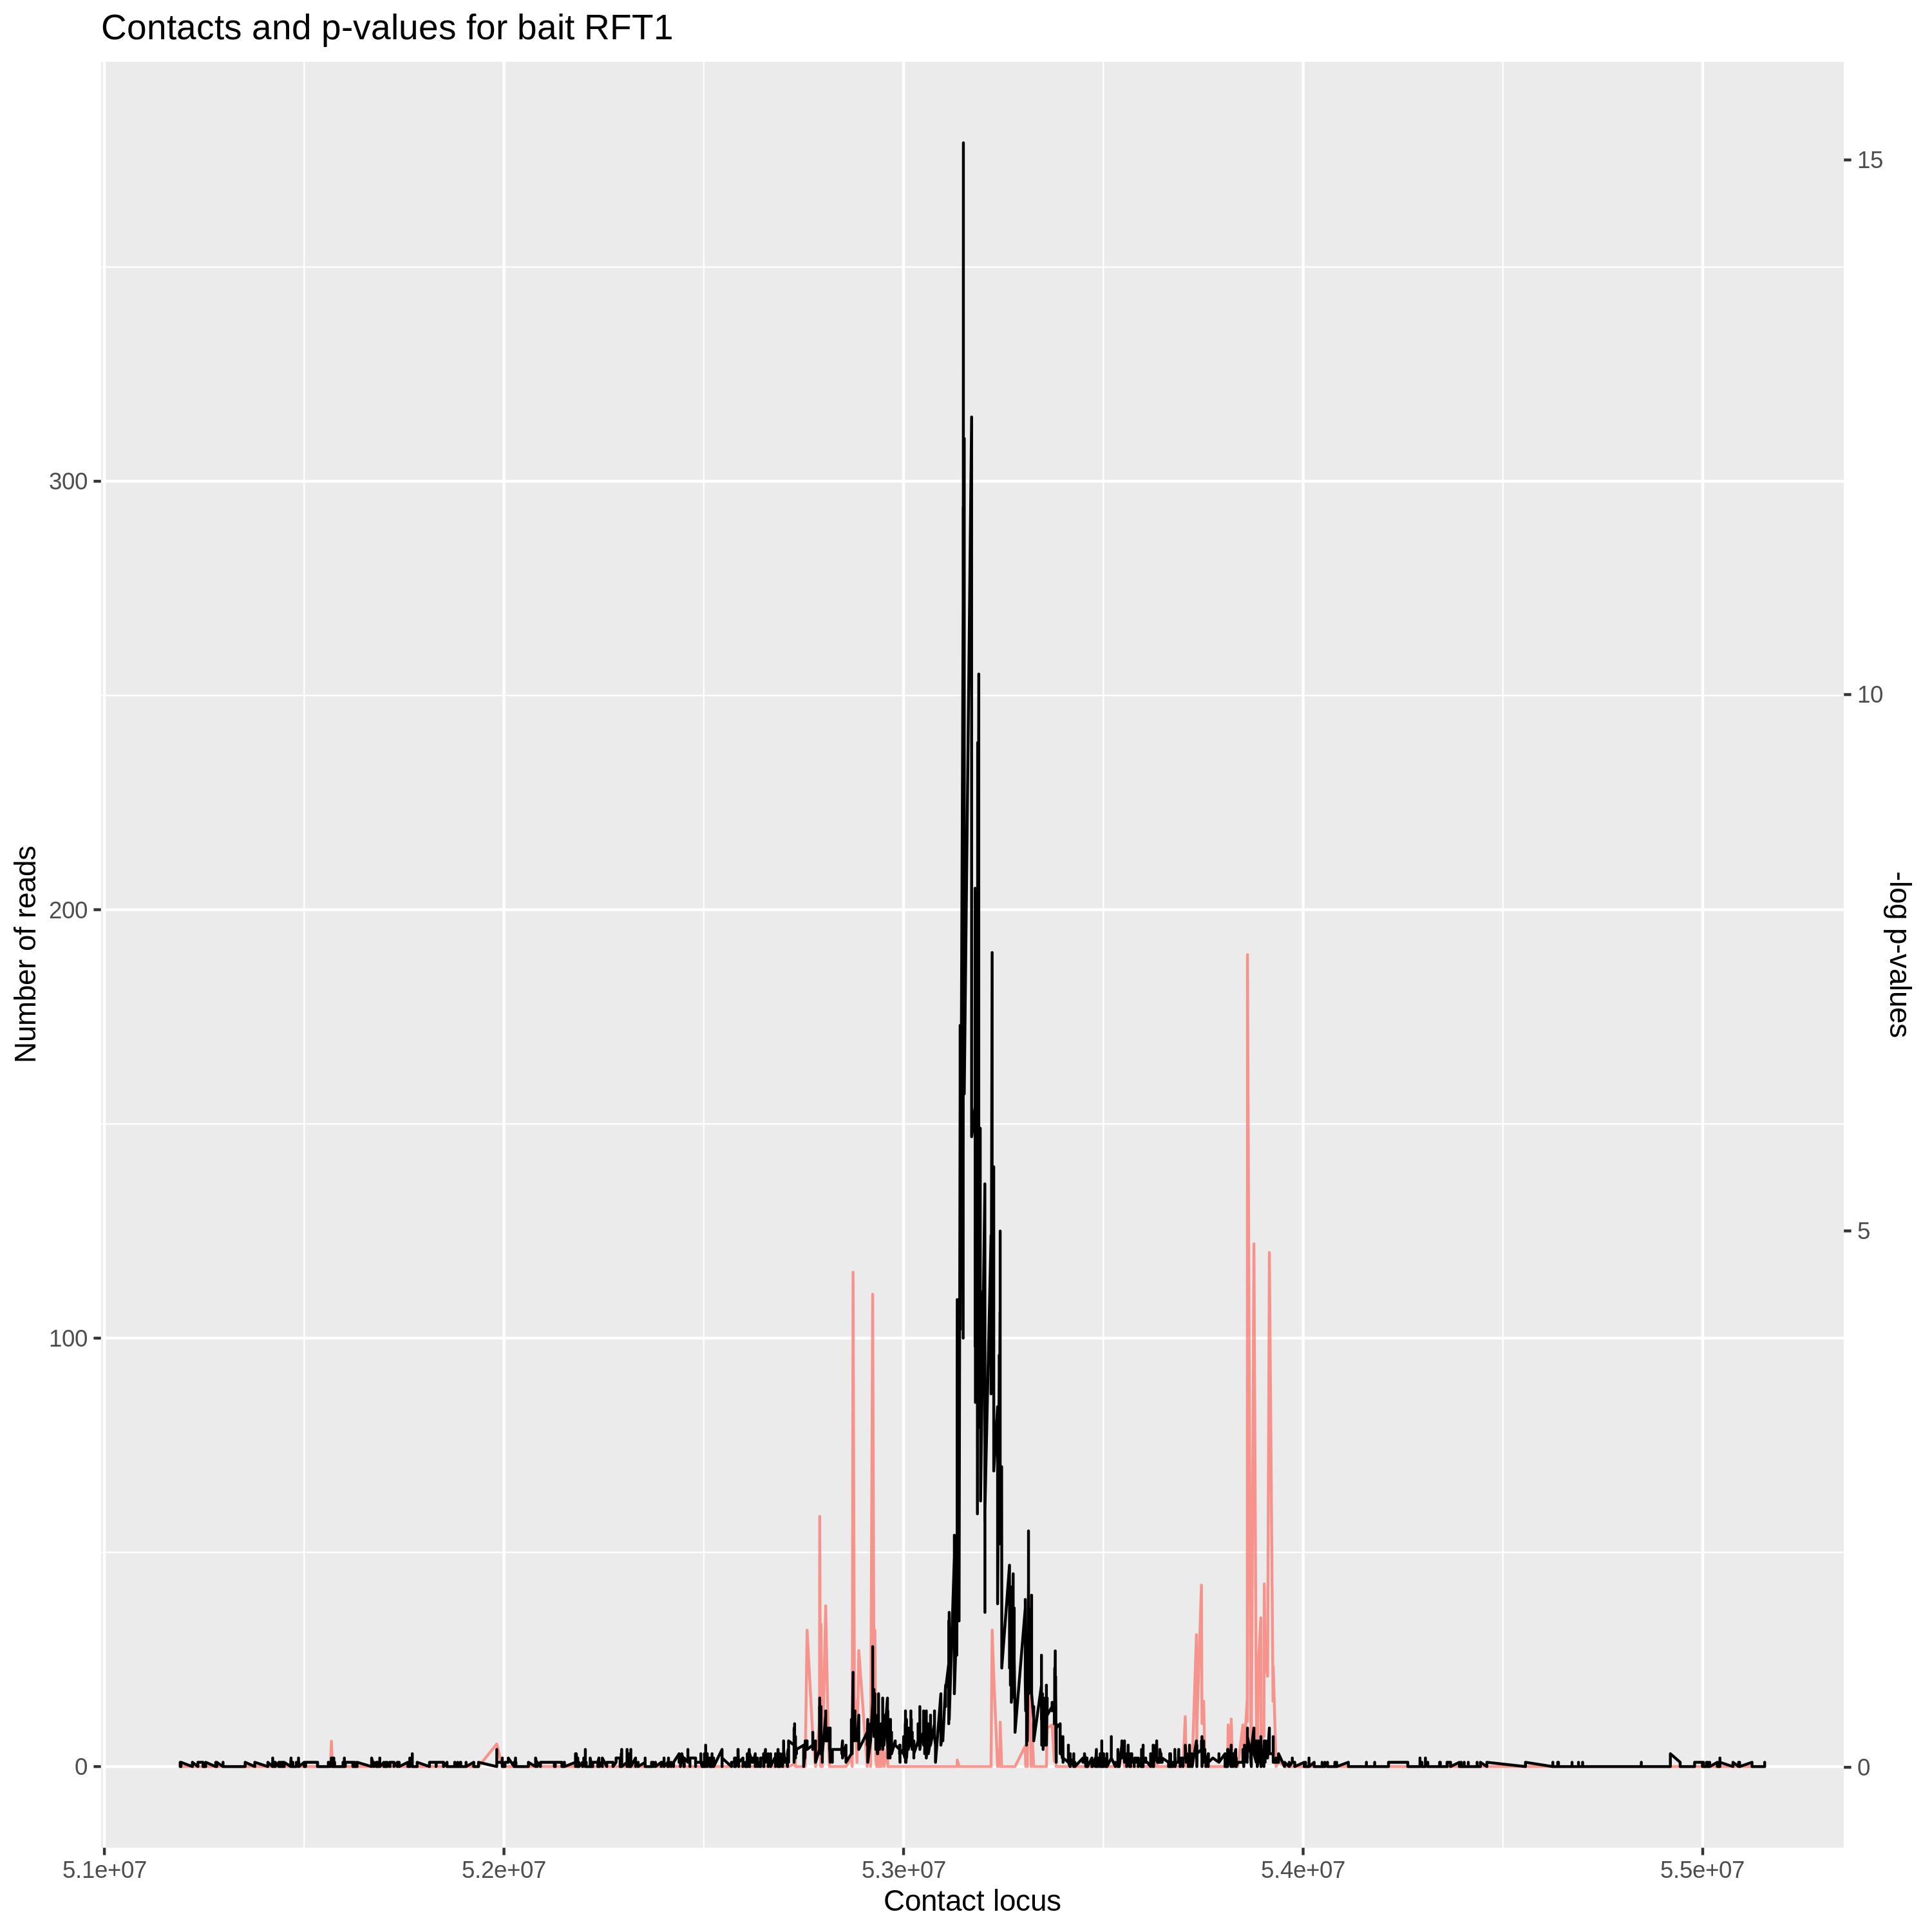 Contacts and p-values for bait RFT1
15
300
10
200
Number of reads
-log p-values
5
100
0
0
5.1e+07
5.2e+07
5.3e+07
5.4e+07
5.5e+07
Contact locus